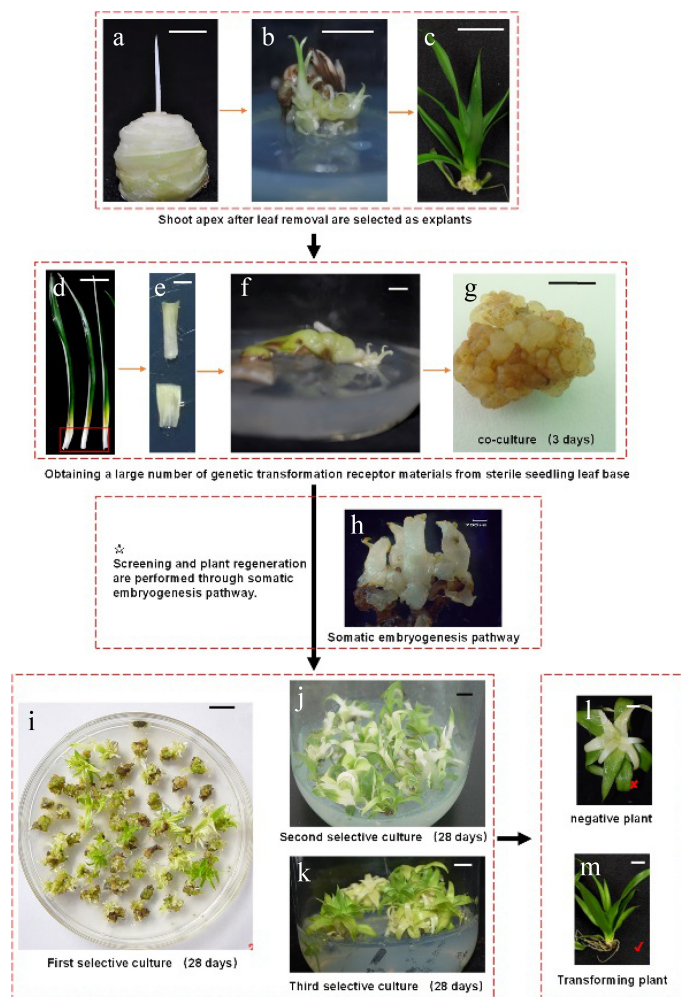 a
b
c
Shoot apex after leaf removal are selected as explants
d
e
f
g
co-culture (3 days)
Obtaining a large number of genetic transformation receptor materials from sterile seedling leaf base
☆
Screening and plant regeneration
are performed through somatic
embryogenesis pathway.
h
Somatic embryogenesis pathway
i
First selective culture (28 days)
j
Second selective culture (28 days)
k
Third selective culture (28 days)
l
negative plant
m
Transforming plant